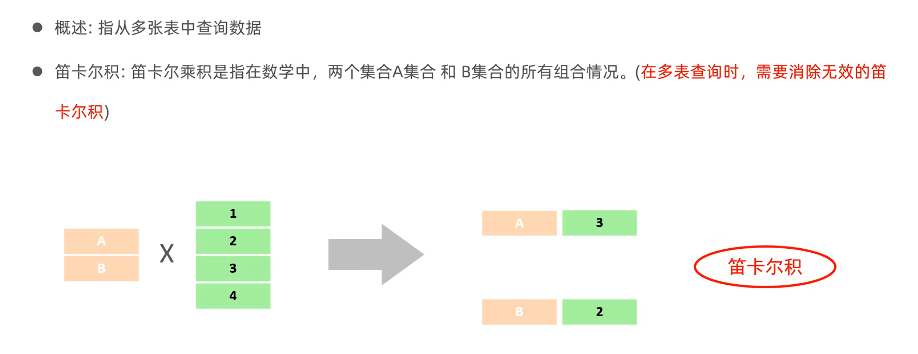 概述: 指从多张表中查询数据
笛卡尔积: 笛卡尔乘积是指在数学中，两个集合A集合 和 B集合的所有组合情况。(在多表查询时，需要消除无效的笛
卡尔积)
1
A
2
X
B
3
4
A 3
笛卡尔积
B 2